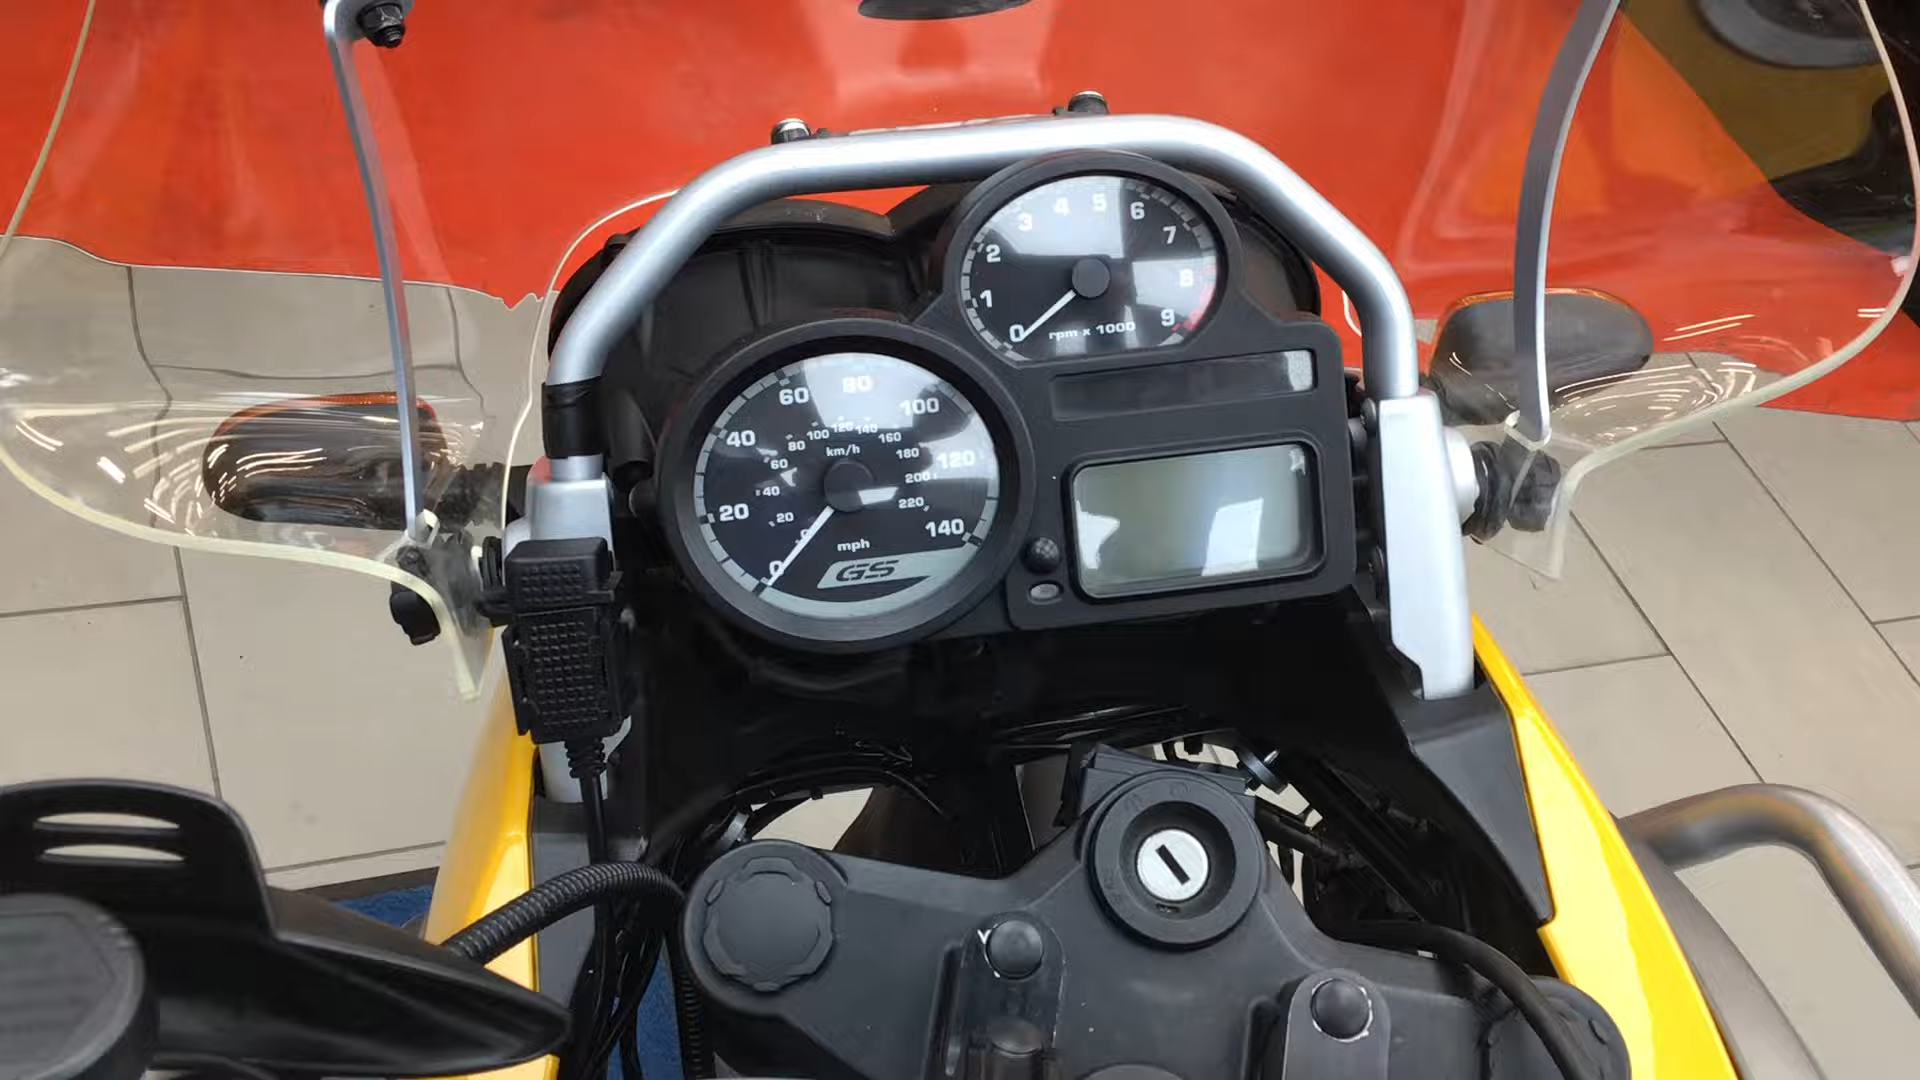 0 1 2 3 4 5 6 7 8 9
rpm x 1000
0 20 40 60 80 100 120 140
20 40 60 80 100 120 140 160 180 200 220
km/h
mph
GS